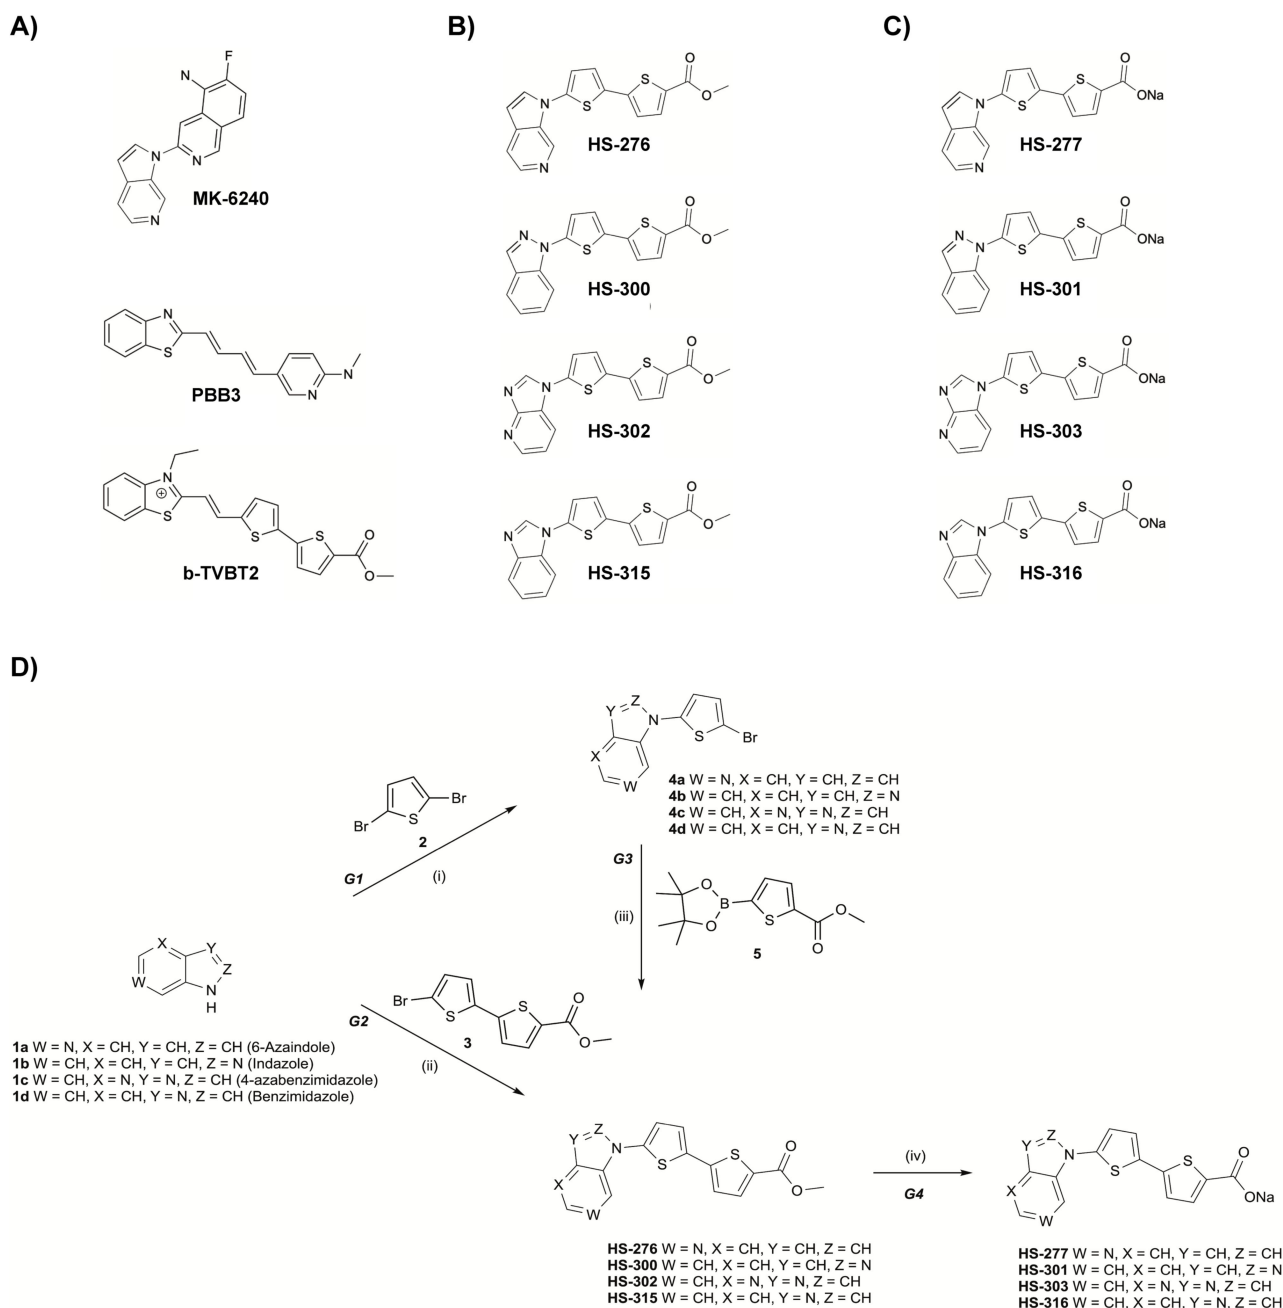 A)
B)
C)
N
F
N
N
N
MK-6240
N
S
N
N
PBB3
N
⊕
S
S
S
O
O
b-TVBT2
N
S
S
O
O
N
HS-276
N
N
S
S
O
O
HS-300
N
N
N
S
S
O
O
HS-302
N
N
S
S
O
O
HS-315
N
S
S
O
ONa
N
HS-277
N
N
S
S
O
ONa
HS-301
N
N
N
S
S
O
ONa
HS-303
N
N
S
S
O
ONa
HS-316
D)
Y
Z
N
S
Br
X
W
4a W = N, X = CH, Y = CH, Z = CH
4b W = CH, X = CH, Y = CH, Z = N
4c W = CH, X = N, Y = N, Z = CH
4d W = CH, X = CH, Y = N, Z = CH
S
Br
Br
2
G1
(i)
G3
(iii)
O
B
O
S
O
O
5
X
Y
Z
W
N
H
1a W = N, X = CH, Y = CH, Z = CH (6-Azaindole)
1b W = CH, X = CH, Y = CH, Z = N (Indazole)
1c W = CH, X = N, Y = N, Z = CH (4-azabenzimidazole)
1d W = CH, X = CH, Y = N, Z = CH (Benzimidazole)
Br
S
S
O
O
3
G2
(ii)
Y
Z
N
S
S
O
O
X
W
HS-276 W = N, X = CH, Y = CH, Z = CH
HS-300 W = CH, X = CH, Y = CH, Z = N
HS-302 W = CH, X = N, Y = N, Z = CH
HS-315 W = CH, X = CH, Y = N, Z = CH
(iv)
G4
Y
Z
N
S
S
O
ONa
X
W
HS-277 W = N, X = CH, Y = CH, Z = CH
HS-301 W = CH, X = CH, Y = CH, Z = N
HS-303 W = CH, X = N, Y = N, Z = CH
HS-316 W = CH, X = CH, Y = N, Z = CH